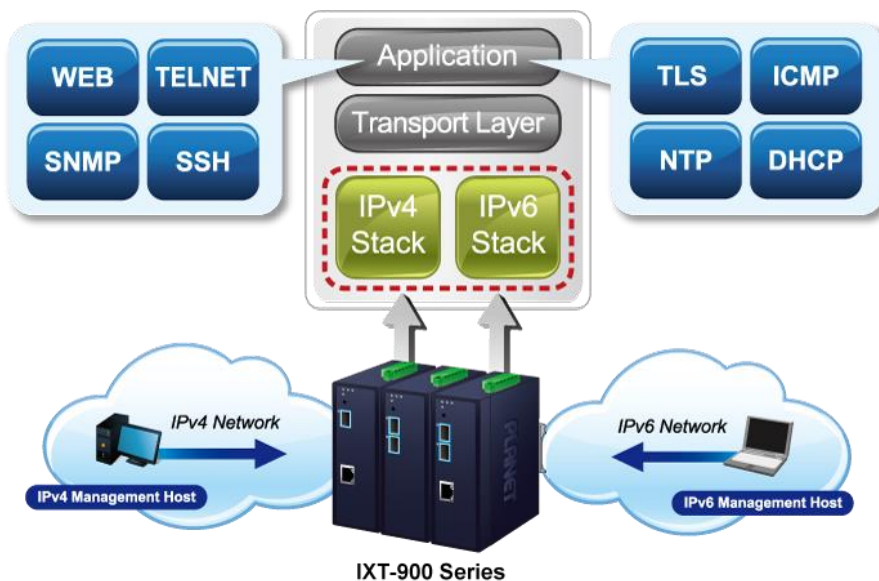 WEB
TELNET
SNMP
SSH
Application
Transport Layer
IPv4
Stack
IPv6
Stack
TLS
ICMP
NTP
DHCP
IPv4 Network
IPv4 Management Host
PLANET
IPv6 Network
IPv6 Management Host
IXT-900 Series